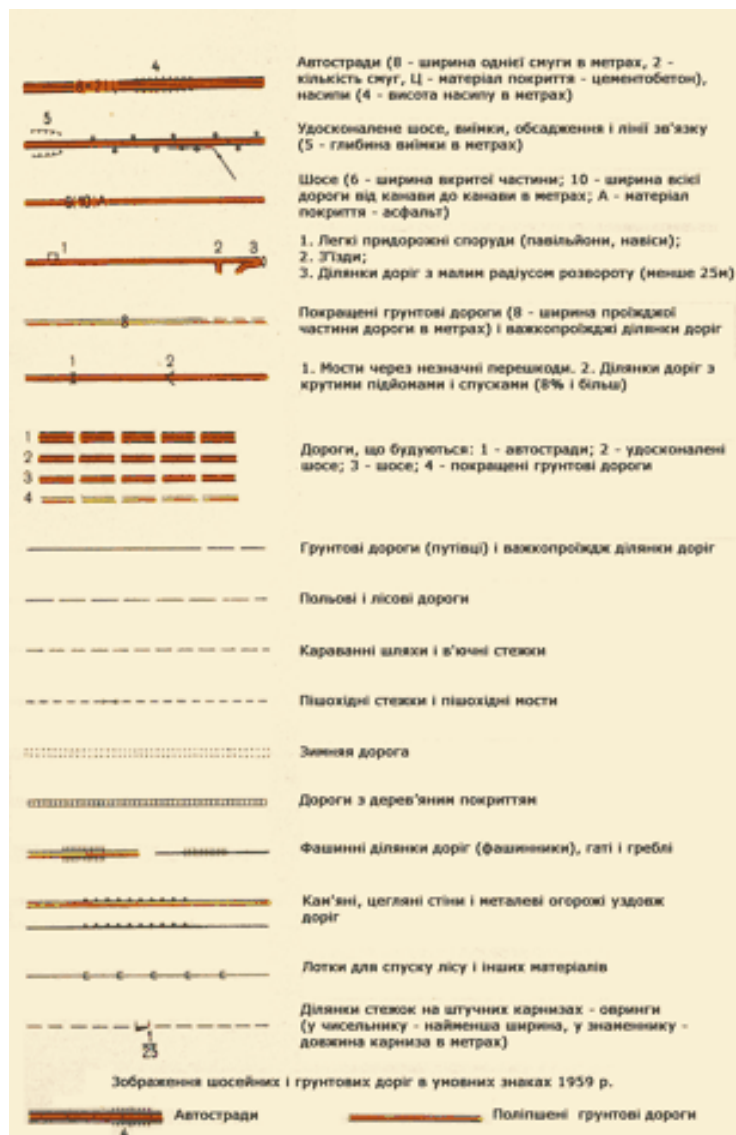 4
Автостради (8 - ширина однієї смуги в метрах, 2 -
кількість смуг, Ц - матеріал покриття - цементобетон),
насипи (4 - висота насипу в метрах)
8×2Ц
5
Удосконалене шосе, виїмки, обсадження і лінії зв'язку
(5 - глибина виїмки в метрах)
Шосе (6 - ширина вкритої частини; 10 - ширина всієї
дороги від канави до канави в метрах; А - матеріал
покриття - асфальт)
6(10)А
1 2 3
1. Легкі придорожні споруди (павільйони, навіси);
2. З'їзди;
3. Ділянки доріг з малим радіусом розвороту (менше 25м)
Покращені грунтові дороги (8 - ширина проїжджої
частини дороги в метрах) і важкопроїжджі ділянки доріг
8
1 2
1. Мости через незначні перешкоди. 2. Ділянки доріг з
крутими підйомами і спусками (8% і більш)
1
2
3
4
Дороги, що будуються: 1 - автостради; 2 - удосконалені
шосе; 3 - шосе; 4 - покращені грунтові дороги
Грунтові дороги (путівці) і важкопроїждж ділянки доріг
Польові і лісові дороги
Караванні шляхи і в'ючні стежки
Пішохідні стежки і пішохідні мости
Зимняя дорога
Дороги з дерев'яним покриттям
Фашинні ділянки доріг (фашинники), гаті і греблі
Кам'яні, цегляні стіни і металеві огорожі уздовж
доріг
Лотки для спуску лісу і інших матеріалів
Ділянки стежок на штучних карнизах - овринги
(у чисельнику - найменша ширина, у знаменнику -
довжина карниза в метрах)
1
23
Зображення шосейних і грунтових доріг в умовних знаках 1959 р.
Автостради
Поліпшені грунтові дороги
4